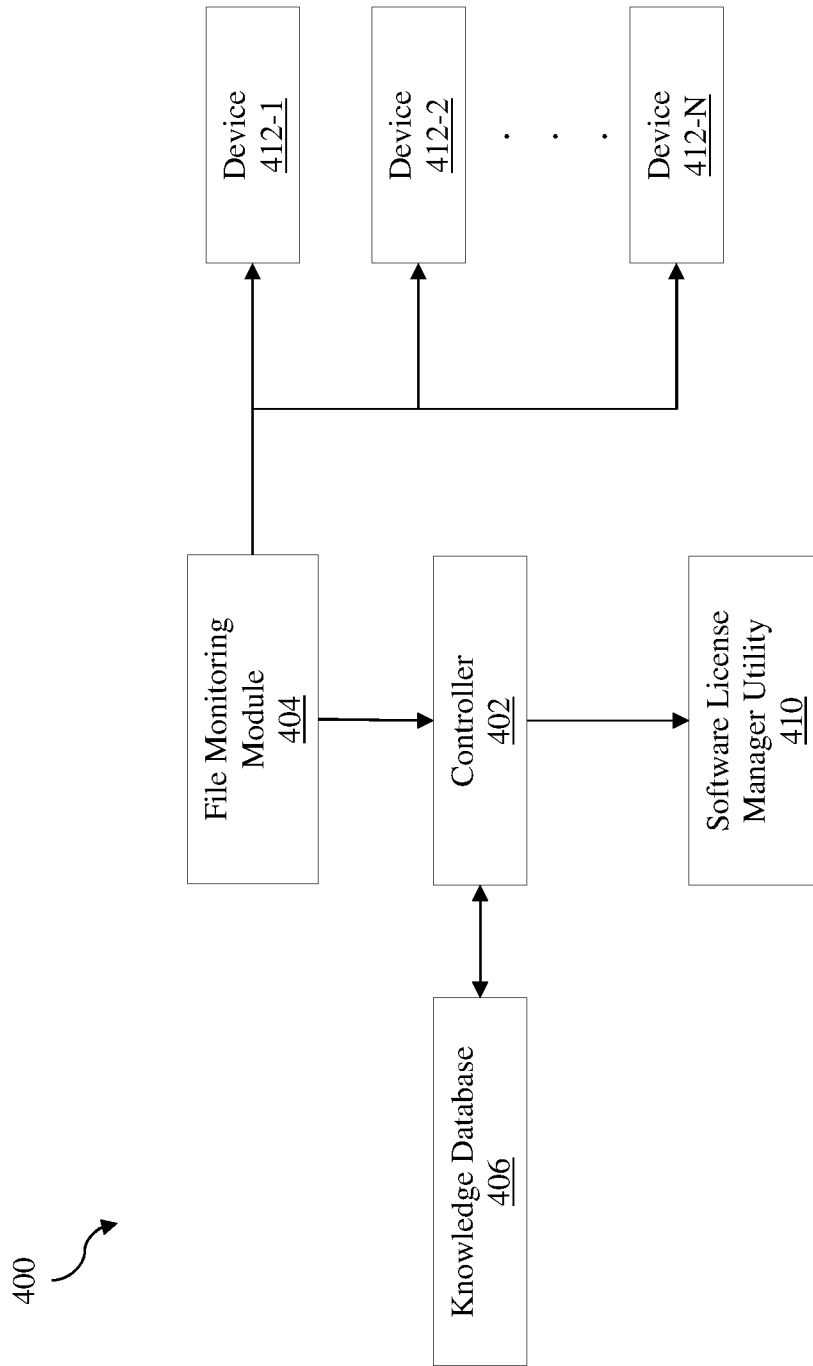 400
Knowledge Database
406
File Monitoring
Module
404
Controller
402
Software License
Manager Utility
410
Device
412-1
Device
412-2
. . .
Device
412-N